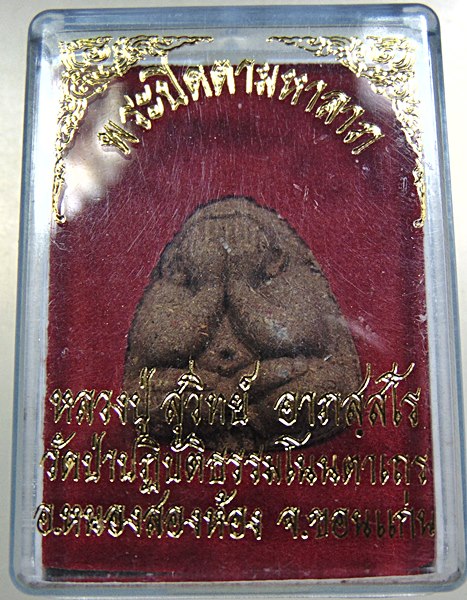 พระปิดตามหาลาภ
หลวงปู่ สุวิทย์ อาภสฺสโร
วัดป่าปฏิบัติธรรมโนนตาเถร
อ.หนองสองห้อง จ.ขอนแก่น